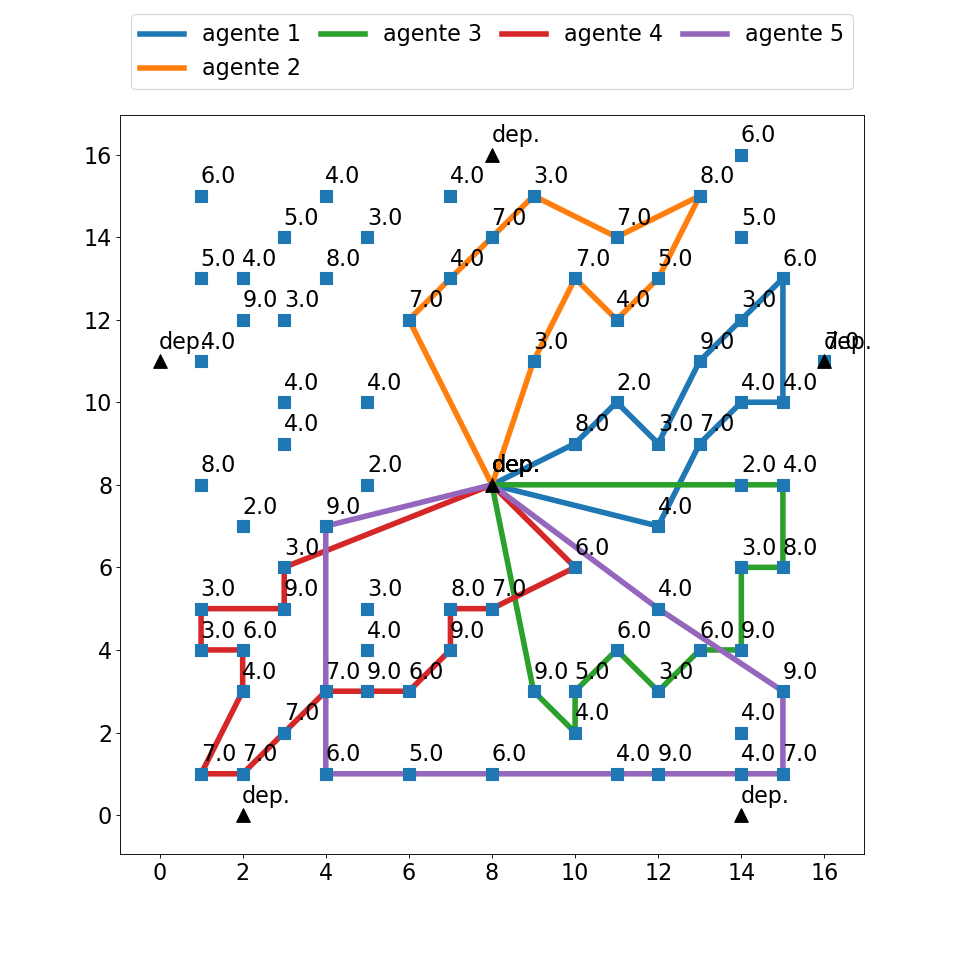 agente 1 agente 3 agente 4 agente 5
agente 2
dep. 6.0
16
6.0 4.0 4.0 3.0 8.0
5.0 3.0 7.0 7.0 5.0
14
5.0 4.0 8.0 4.0 7.0 5.0 6.0
9.0 3.0 7.0 4.0 3.0
12
dep. 4.0 3.0 9.0 7.0 dep.
4.0 4.0 2.0 4.0 4.0
10
4.0 8.0 3.0 7.0
8.0 2.0 dep. 2.0 4.0
8
2.0 9.0 4.0
3.0 6.0 3.0 8.0
6
3.0 9.0 3.0 8.0 7.0 4.0
3.0 6.0 4.0 9.0 6.0 6.0 9.0
4
4.0 7.0 9.0 6.0 9.0 5.0 3.0 9.0
7.0 4.0 4.0
2
7.0 7.0 6.0 5.0 6.0 4.0 9.0 4.0 7.0
dep. dep.
0
0 2 4 6 8 10 12 14 16